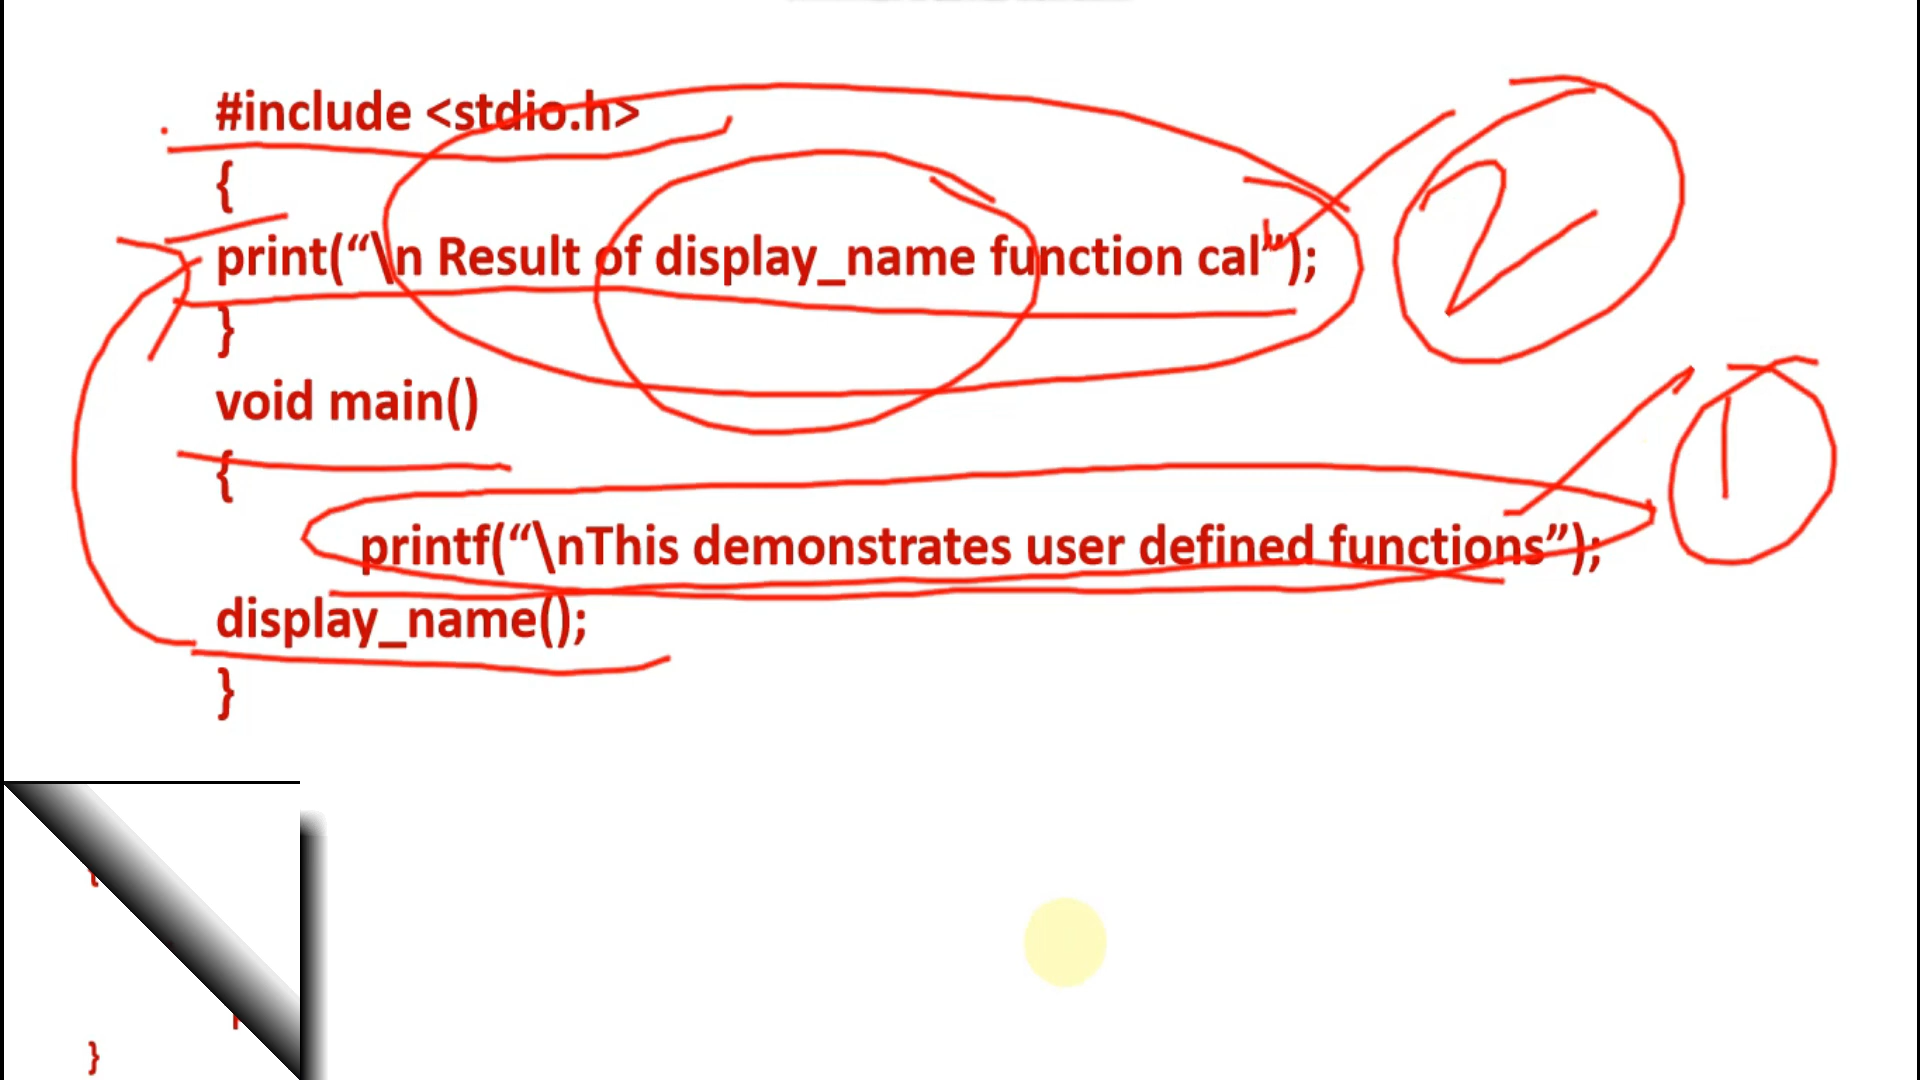 #include <stdio.h>
{
print(“\n Result of display_name function cal”);
}
void main()
{
printf(“\nThis demonstrates user defined functions”);
display_name();
}
2
1
}